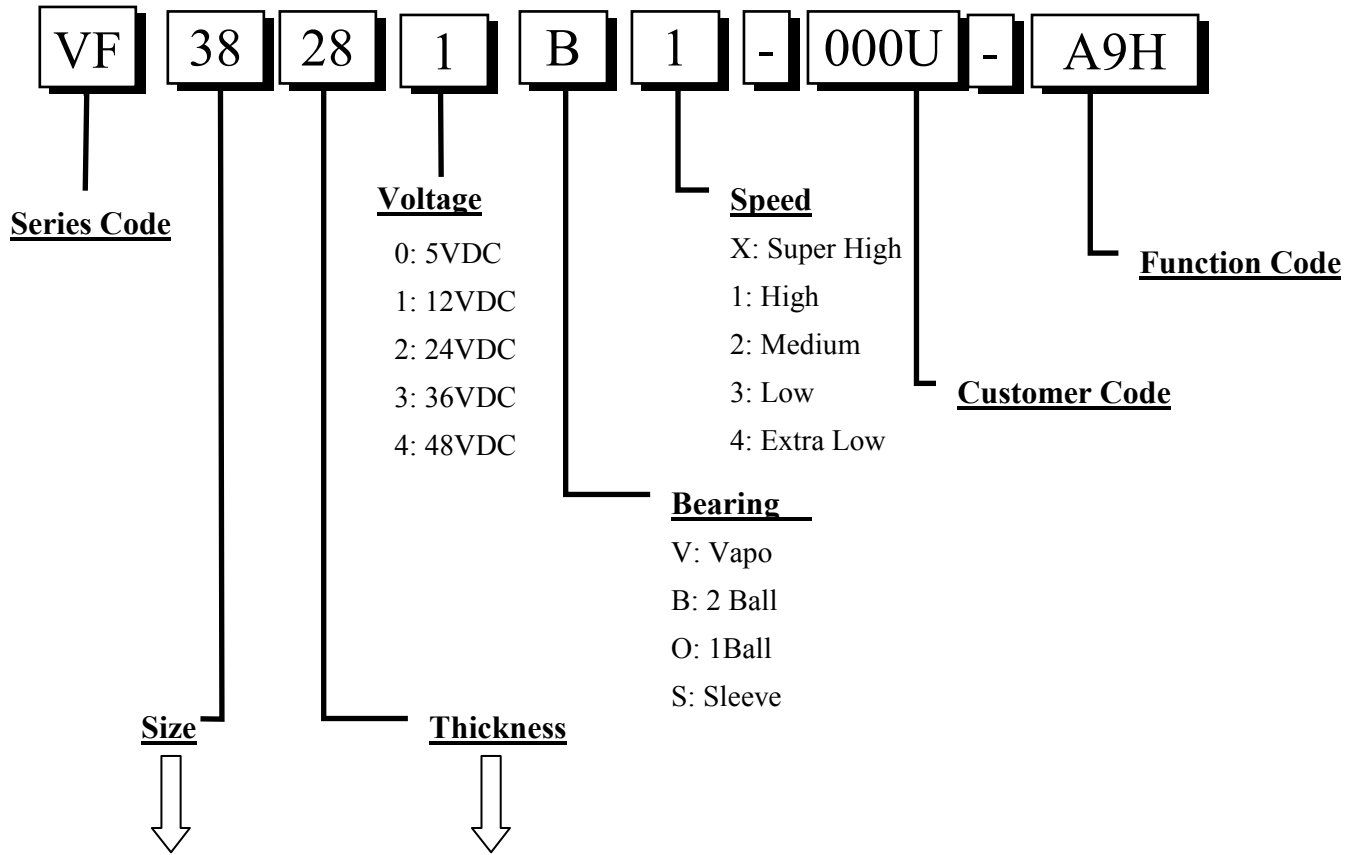 VF 38 28 1 B 1 - 000U - A9H
Series Code
Voltage
0: 5VDC
1: 12VDC
2: 24VDC
3: 36VDC
4: 48VDC
Speed
X: Super High
1: High
2: Medium
3: Low
4: Extra Low
Function Code
Customer Code
Bearing
V: Vapo
B: 2 Ball
O: 1Ball
S: Sleeve
Size
Thickness